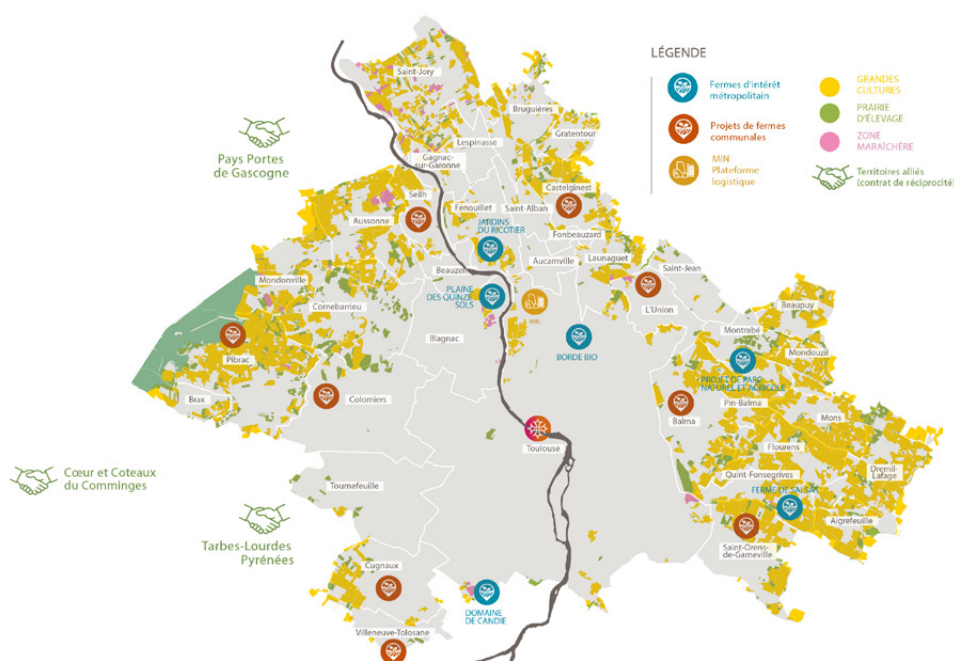 LÉGENDE
Fermes d'intérêt
métropolitain
Projets de fermes
communales
MIN
Plateforme
logistique
GRANDES
CULTURES
PRAIRIE
D'ÉLEVAGE
ZONE
MARAÎCHÈRE
Territoires alliés
(contrat de réciprocité)
Saint-Jory
Bruguières
Gratentour
Lespinasse
Pays Portes
de Gascogne
Gagnac-
sur-Garonne
Seilh
Castelginest
Fenouillet
Saint-Alban
Aussonne
JARDINS
DU RICOTIER
Fonbeauzard
Launaguet
Aucamville
Saint-Jean
Beauzelle
Mondonville
PLAINE
DES QUINZE
SOLS
MIN
Cornebarrieu
L'Union
Beaupuy
Montrabé
Blagnac
BORDE BIO
Mondouzil
Pibrac
PROJET DE PARC
NATUREL ET AGRICOLE
Brax
Colomiers
Balma
Pin-Balma
Mons
Toulouse
Flourens
Dremil-
Lafage
Cœur et Coteaux
du Comminges
Tournefeuille
Quint-Fonsegrives
FERME DE SALSAS
Aigrefeuille
Tarbes-Lourdes
Pyrénées
Saint-Orens-
de-Gameville
Cugnaux
DOMAINE
DE CANDIE
Villeneuve-Tolosane